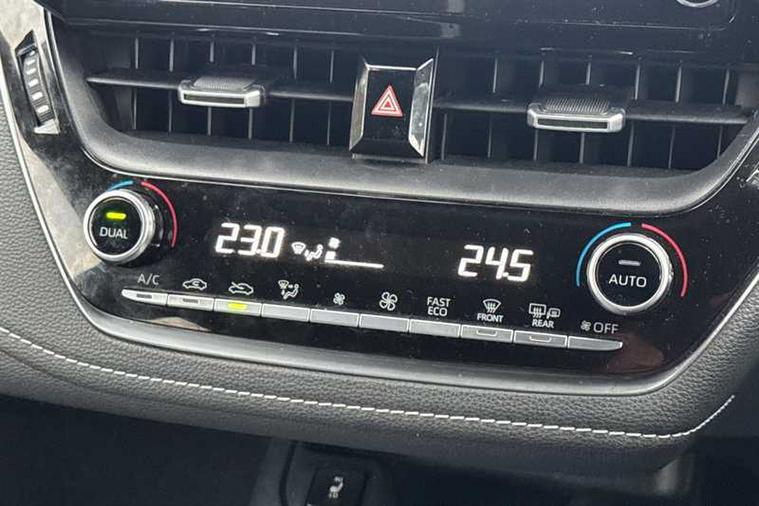 DUAL
23.0
24.5
AUTO
A/C
FAST
ECO
FRONT
REAR
OFF